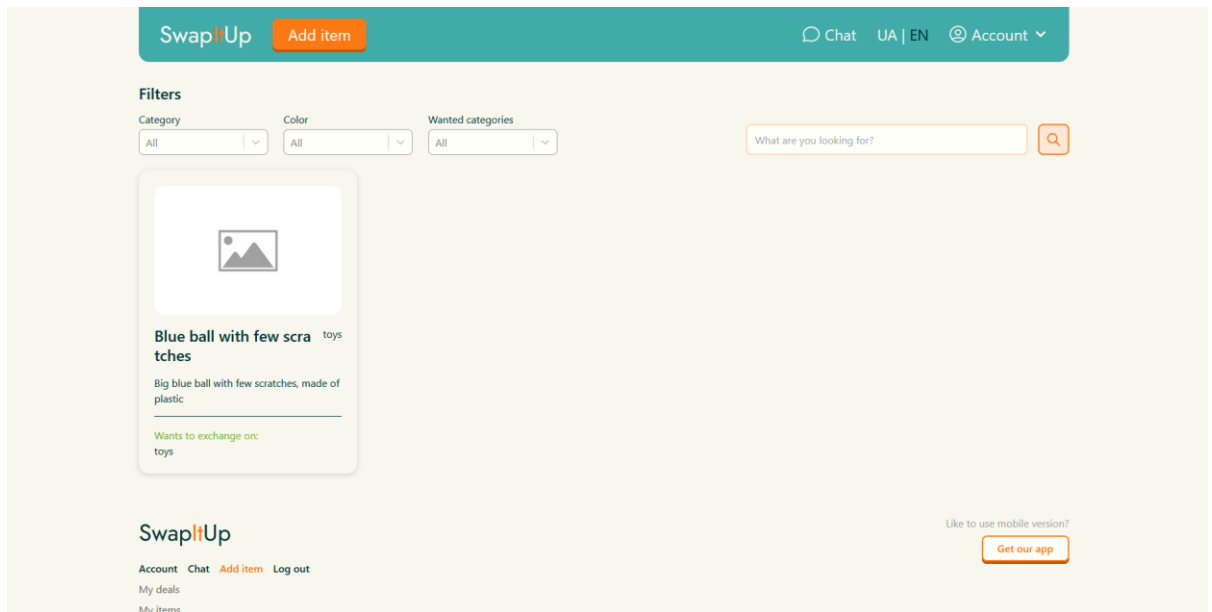 SwapItUp Add item Chat UA | EN Account
Filters
Category Color Wanted categories
All All All What are you looking for?
Blue ball with few scra toys
tches
Big blue ball with few scratches, made of
plastic
Wants to exchange on:
toys
Like to use mobile version?
SwapItUp
Get our app
Account Chat Add item Log out
My deals
My items